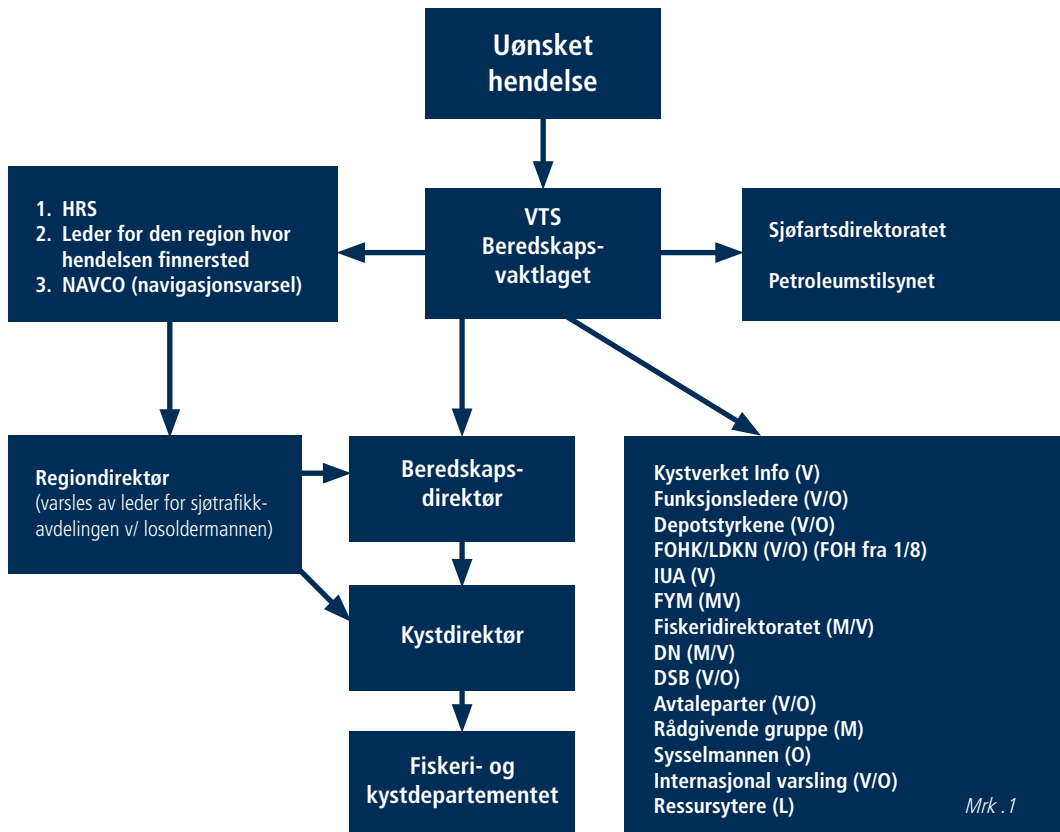 Uønsket
hendelse
1. HRS
2. Leder for den region hvor
hendelsen finnersted
3. NAVCO (navigasjonsvarsel)
VTS
Beredskaps-
vaktlaget
Sjøfartsdirektoratet
Petroleumstilsynet
Regiondirektør
(varsles av leder for sjøtrafikk-
avdelingen v/ losoldermannen)
Beredskaps-
direktør
Kystdirektør
Fiskeri- og
kystdepartementet
Kystverket Info (V)
Funksjonsledere (V/O)
Depotstyrkene (V/O)
FOHK/LDKN (V/O) (FOH fra 1/8)
IUA (V)
FYM (MV)
Fiskeridirektoratet (M/V)
DN (M/V)
DSB (V/O)
Avtaleparter (V/O)
Rådgivende gruppe (M)
Sysselmannen (O)
Internasjonal varsling (V/O)
Ressursytere (L)
Mrk .1